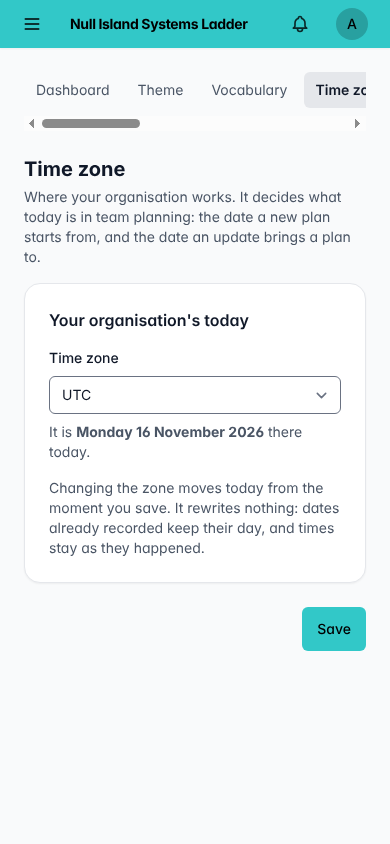 Null Island Systems Ladder
A
Dashboard
Theme
Vocabulary
Time zo
Time zone
Where your organisation works. It decides what
today is in team planning: the date a new plan
starts from, and the date an update brings a plan
to.
Your organisation's today
Time zone
UTC
It is Monday 16 November 2026 there
today.
Changing the zone moves today from the
moment you save. It rewrites nothing: dates
already recorded keep their day, and times
stay as they happened.
Save